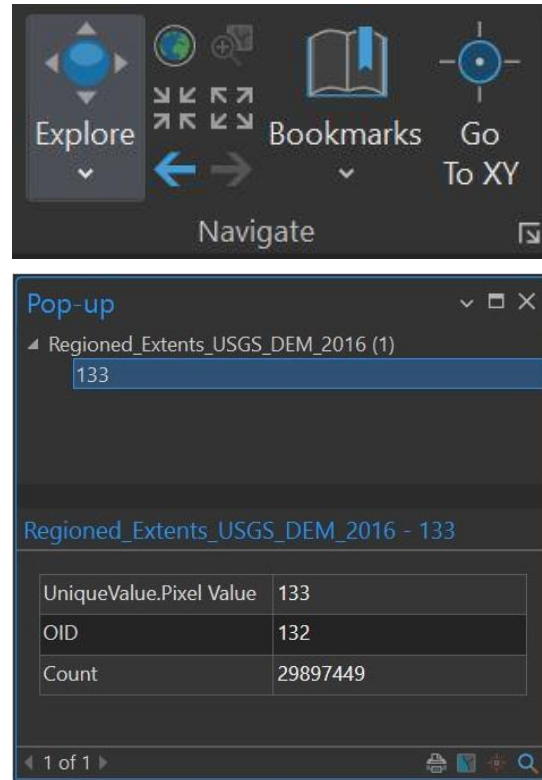 Explore
Bookmarks
Go
To XY
Navigate
Pop-up
Regioned_Extents_USGS_DEM_2016 (1)
133
Regioned_Extents_USGS_DEM_2016 - 133
UniqueValue.Pixel Value 133
OID 132
Count 29897449
1 of 1